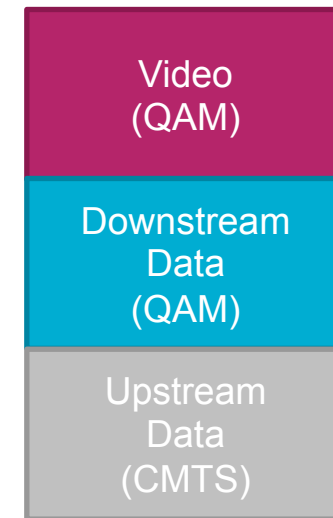 Video
(QAM)
Downstream
Data
(QAM)
Upstream
Data
(CMTS)